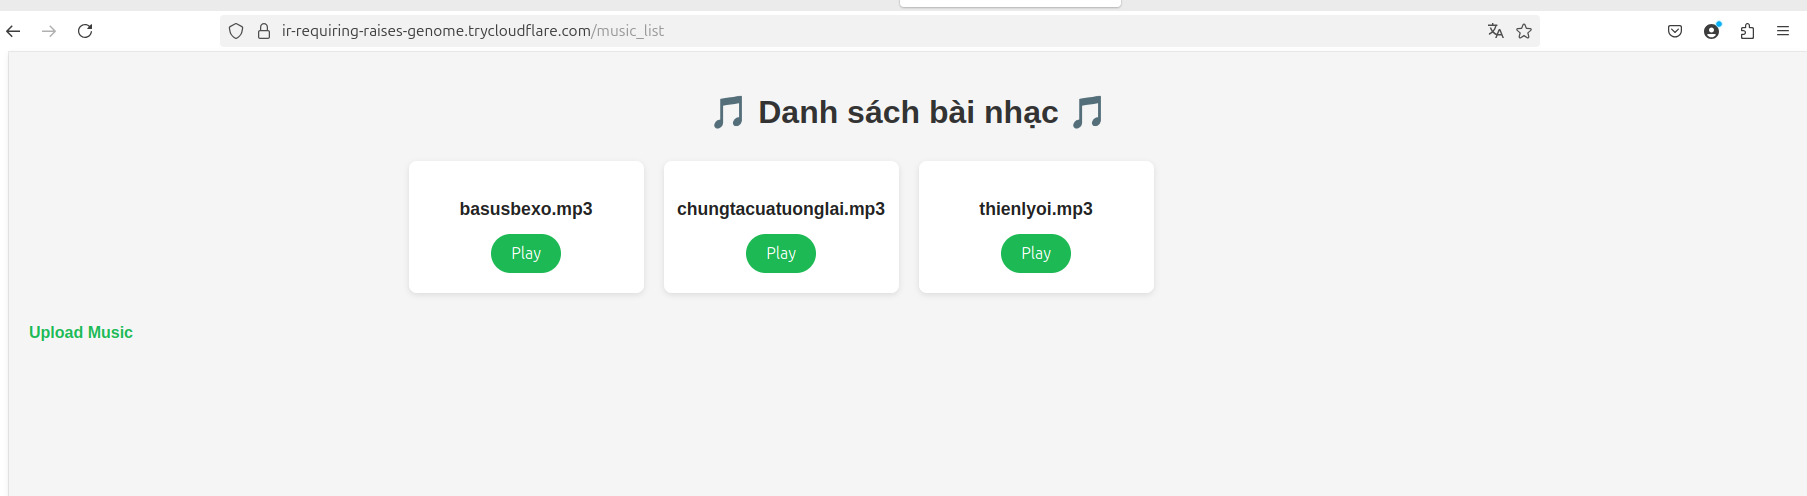 ir-requiring-raises-genome.trycloudflare.com/music_list
🎵 Danh sách bài nhạc 🎵
basusbexo.mp3
chungtacuatuonglai.mp3
thienlyoi.mp3
Play
Play
Play
Upload Music